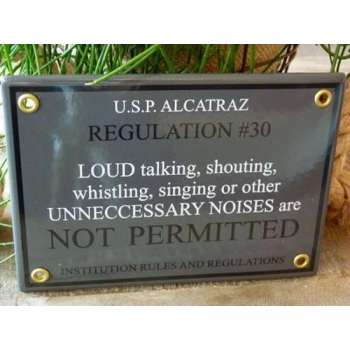 U.S.P. ALCATRAZ
REGULATION #30
LOUD talking, shouting,
whistling, singing or other
UNNECCESSARY NOISES are
NOT PERMITTED
INSTITUTION RULES AND REGULATIONS